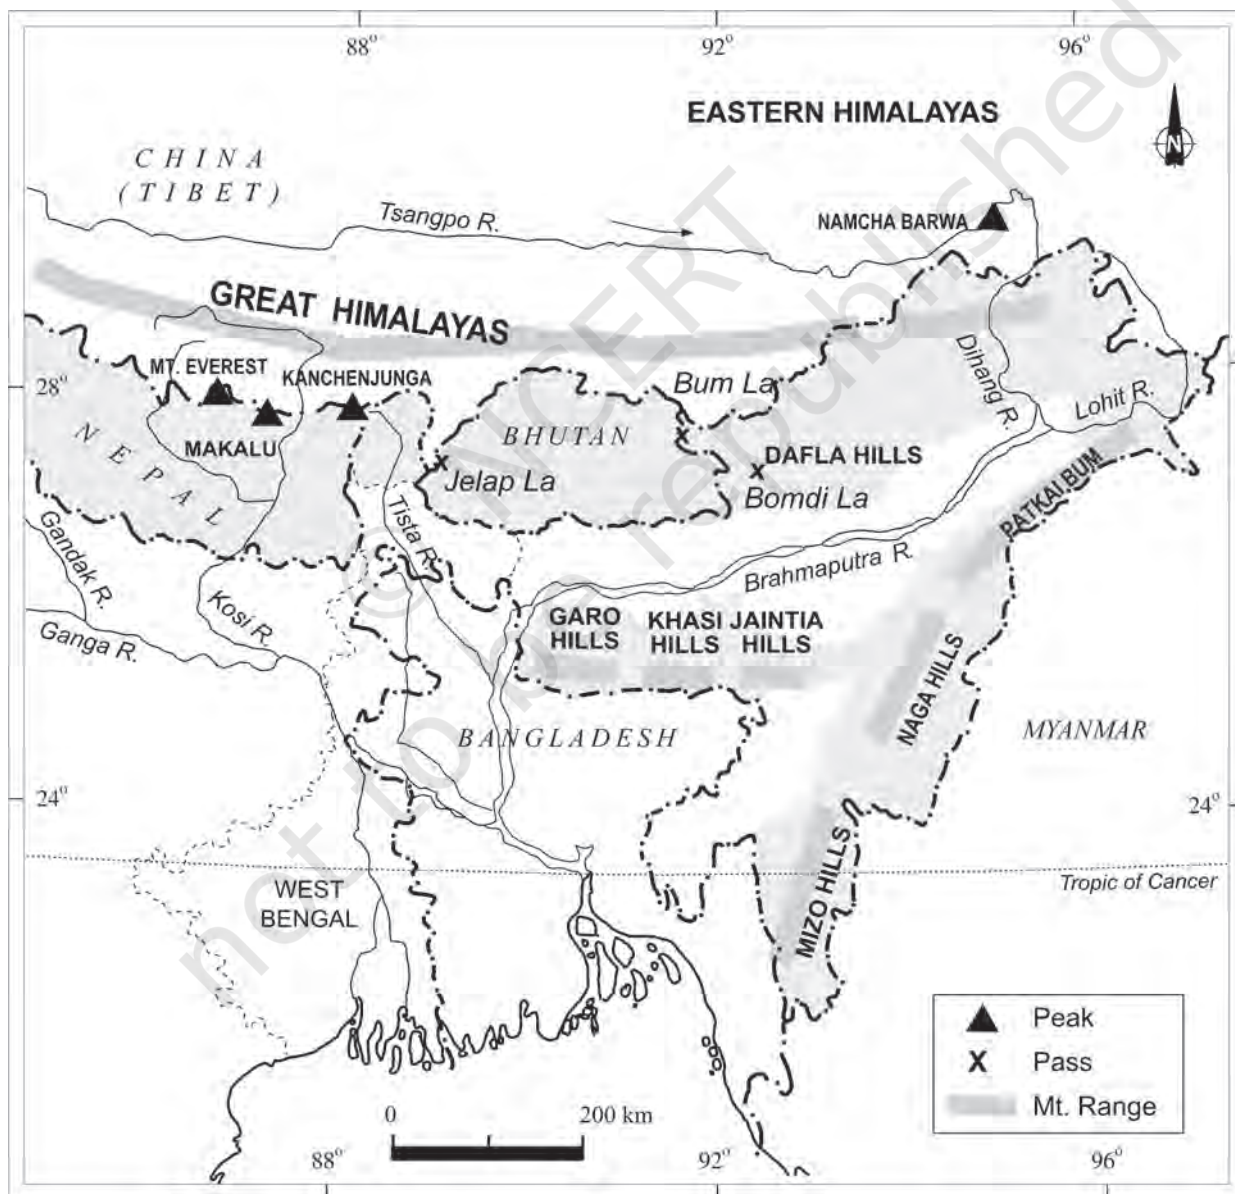 88°
92°
96°
EASTERN HIMALAYAS
N
CHINA
(TIBET)
Tsangpo R.
NAMCHA BARWA
GREAT HIMALAYAS
28°
MT. EVEREST
KANCHENJUNGA
MAKALU
NEPAL
Bum La
BHUTAN
Jelap La
DAFLA HILLS
Bomdi La
Dihang R.
Lohit R.
PATKAI BUM
Tista R.
Brahmaputra R.
Gandak R.
Kosi R.
Ganga R.
GARO
HILLS
KHASI
HILLS
JAINTIA
HILLS
NAGA HILLS
BANGLADESH
MYANMAR
24°
24°
Tropic of Cancer
WEST
BENGAL
MIZO HILLS
Peak
X Pass
Mt. Range
0 200 km
88°
92°
96°
© NCERT
not to be republished